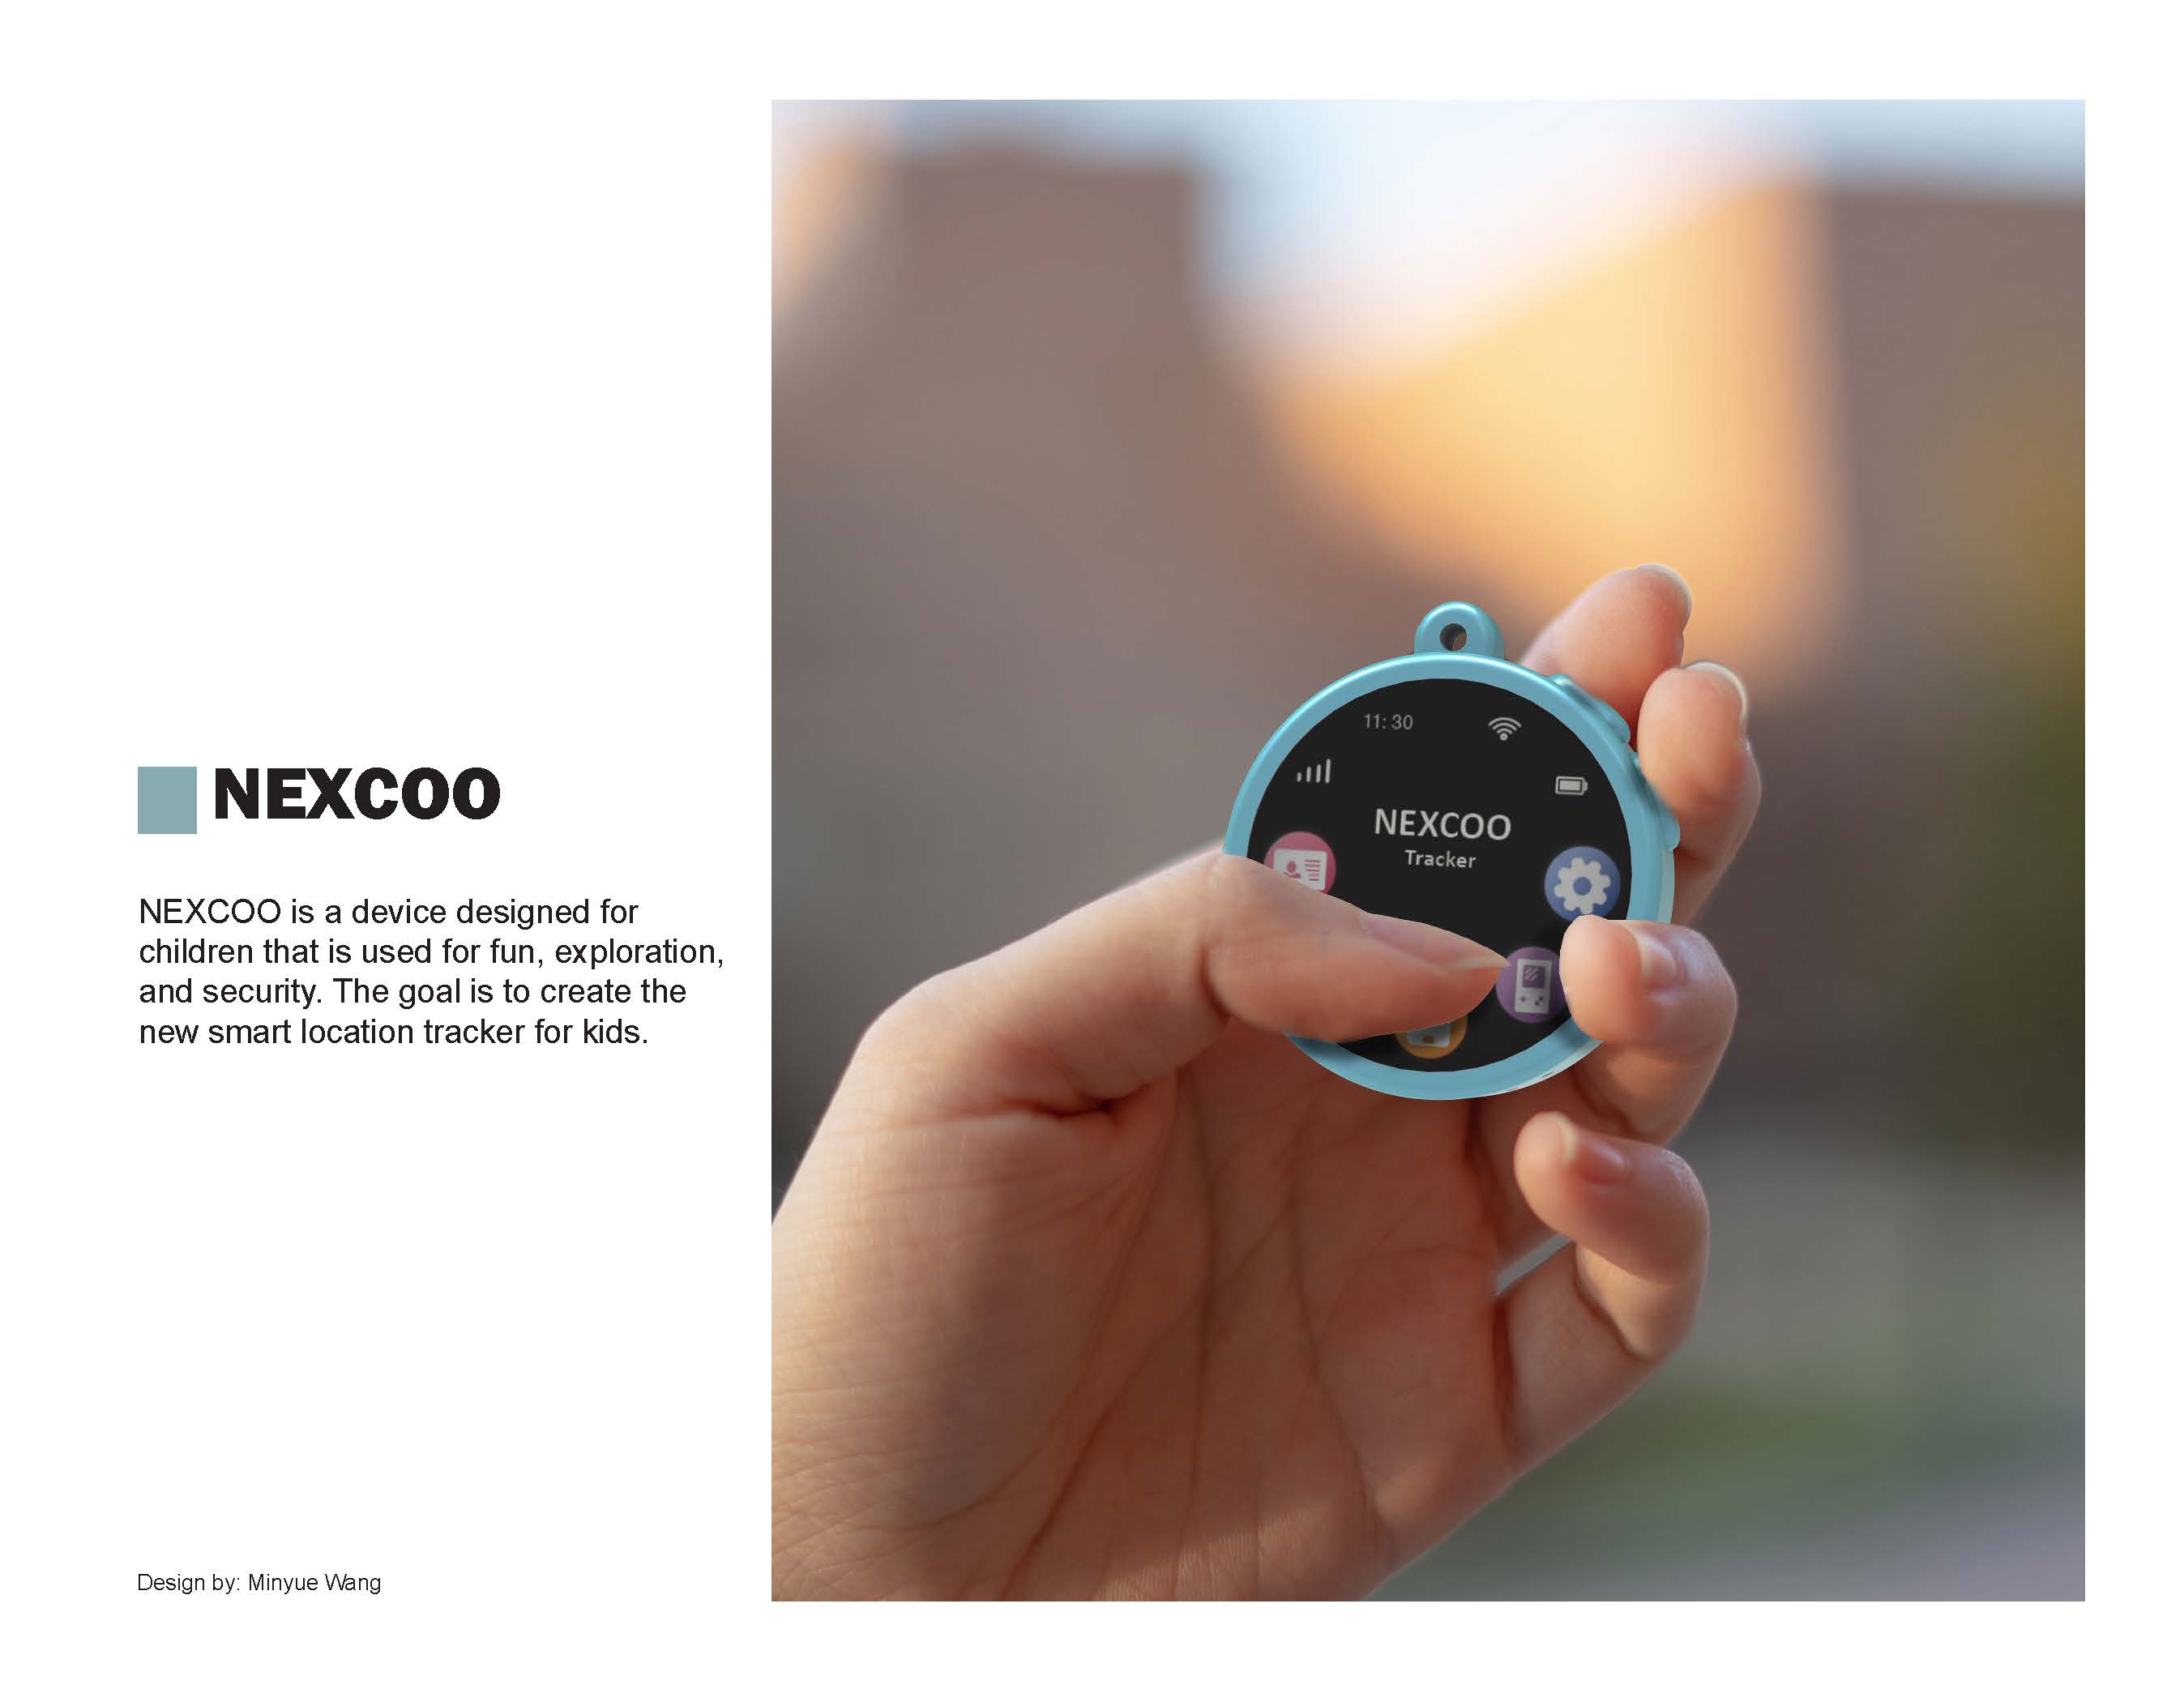 NEXCOO
NEXCOO is a device designed for
children that is used for fun, exploration,
and security. The goal is to create the
new smart location tracker for kids.
Design by: Minyue Wang
11:30
NEXCOO
Tracker